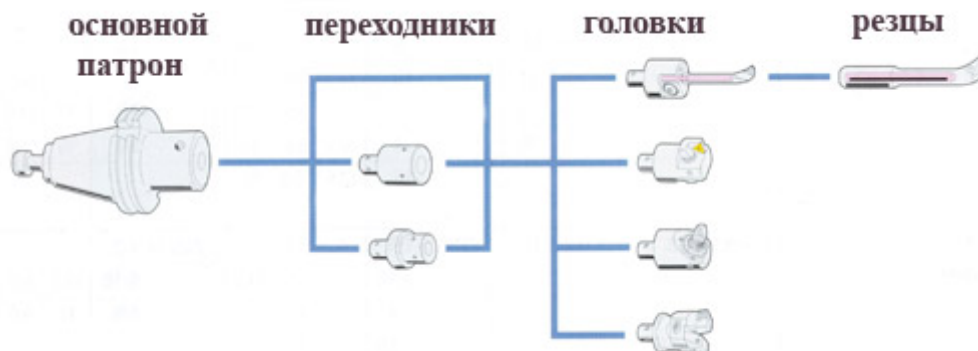 основной
патрон
переходники
головки
резцы